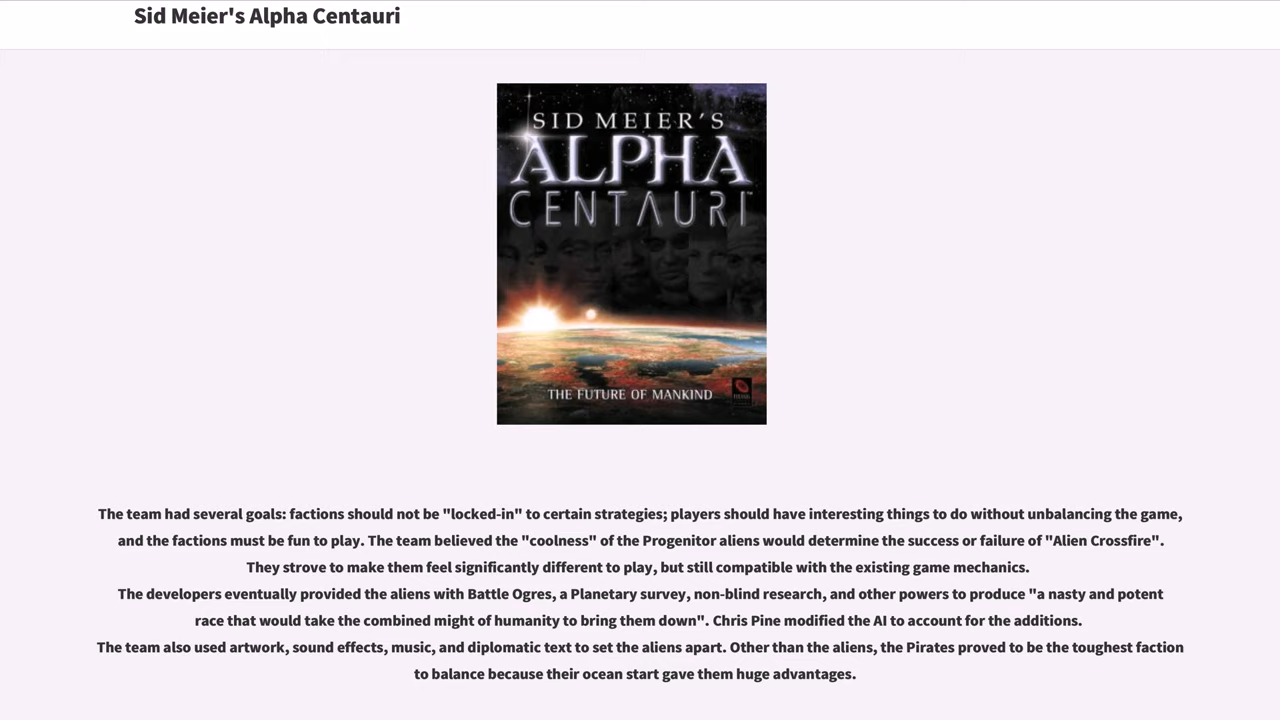 Sid Meier's Alpha Centauri
SID MEIER'S
ALPHA
CENTAURI
THE FUTURE OF MANKIND
The team had several goals: factions should not be "locked-in" to certain strategies; players should have interesting things to do without unbalancing the game,
and the factions must be fun to play. The team believed the "coolness" of the Progenitor aliens would determine the success or failure of "Alien Crossfire".
They strove to make them feel significantly different to play, but still compatible with the existing game mechanics.
The developers eventually provided the aliens with Battle Ogres, a Planetary survey, non-blind research, and other powers to produce "a nasty and potent
race that would take the combined might of humanity to bring them down". Chris Pine modified the AI to account for the additions.
The team also used artwork, sound effects, music, and diplomatic text to set the aliens apart. Other than the aliens, the Pirates proved to be the toughest faction
to balance because their ocean start gave them huge advantages.